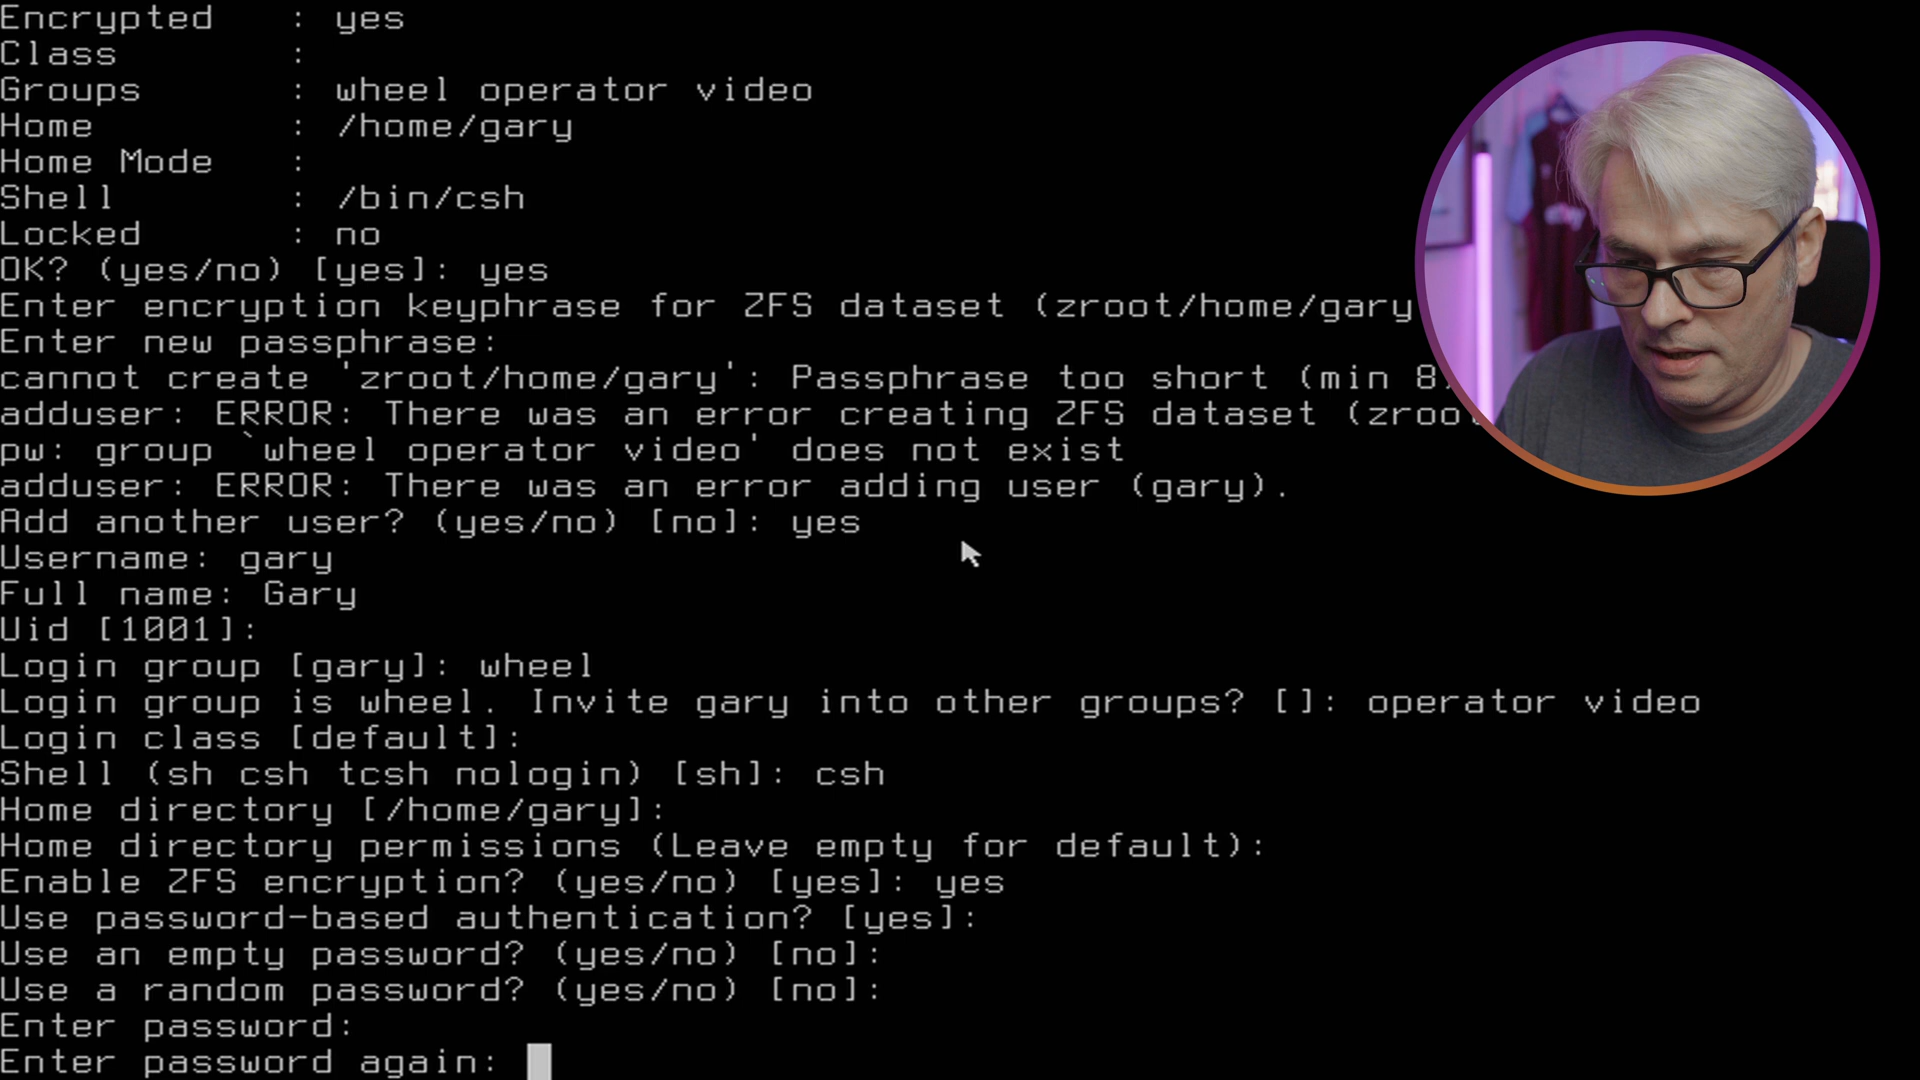 Encrypted : yes
Class :
Groups : wheel operator video
Home : /home/gary
Home Mode :
Shell : /bin/csh
Locked : no
OK? (yes/no) [yes]: yes
Enter encryption keyphrase for ZFS dataset (zroot/home/gary
Enter new passphrase:
cannot create 'zroot/home/gary': Passphrase too short (min 8)
adduser: ERROR: There was an error creating ZFS dataset (zroo
pw: group `wheel operator video' does not exist
adduser: ERROR: There was an error adding user (gary).
Add another user? (yes/no) [no]: yes
Username: gary
Full name: Gary
Uid [1001]:
Login group [gary]: wheel
Login group is wheel. Invite gary into other groups? []: operator video
Login class [default]:
Shell (sh csh tcsh nologin) [sh]: csh
Home directory [/home/gary]:
Home directory permissions (Leave empty for default):
Enable ZFS encryption? (yes/no) [yes]: yes
Use password-based authentication? [yes]:
Use an empty password? (yes/no) [no]:
Use a random password? (yes/no) [no]:
Enter password:
Enter password again: